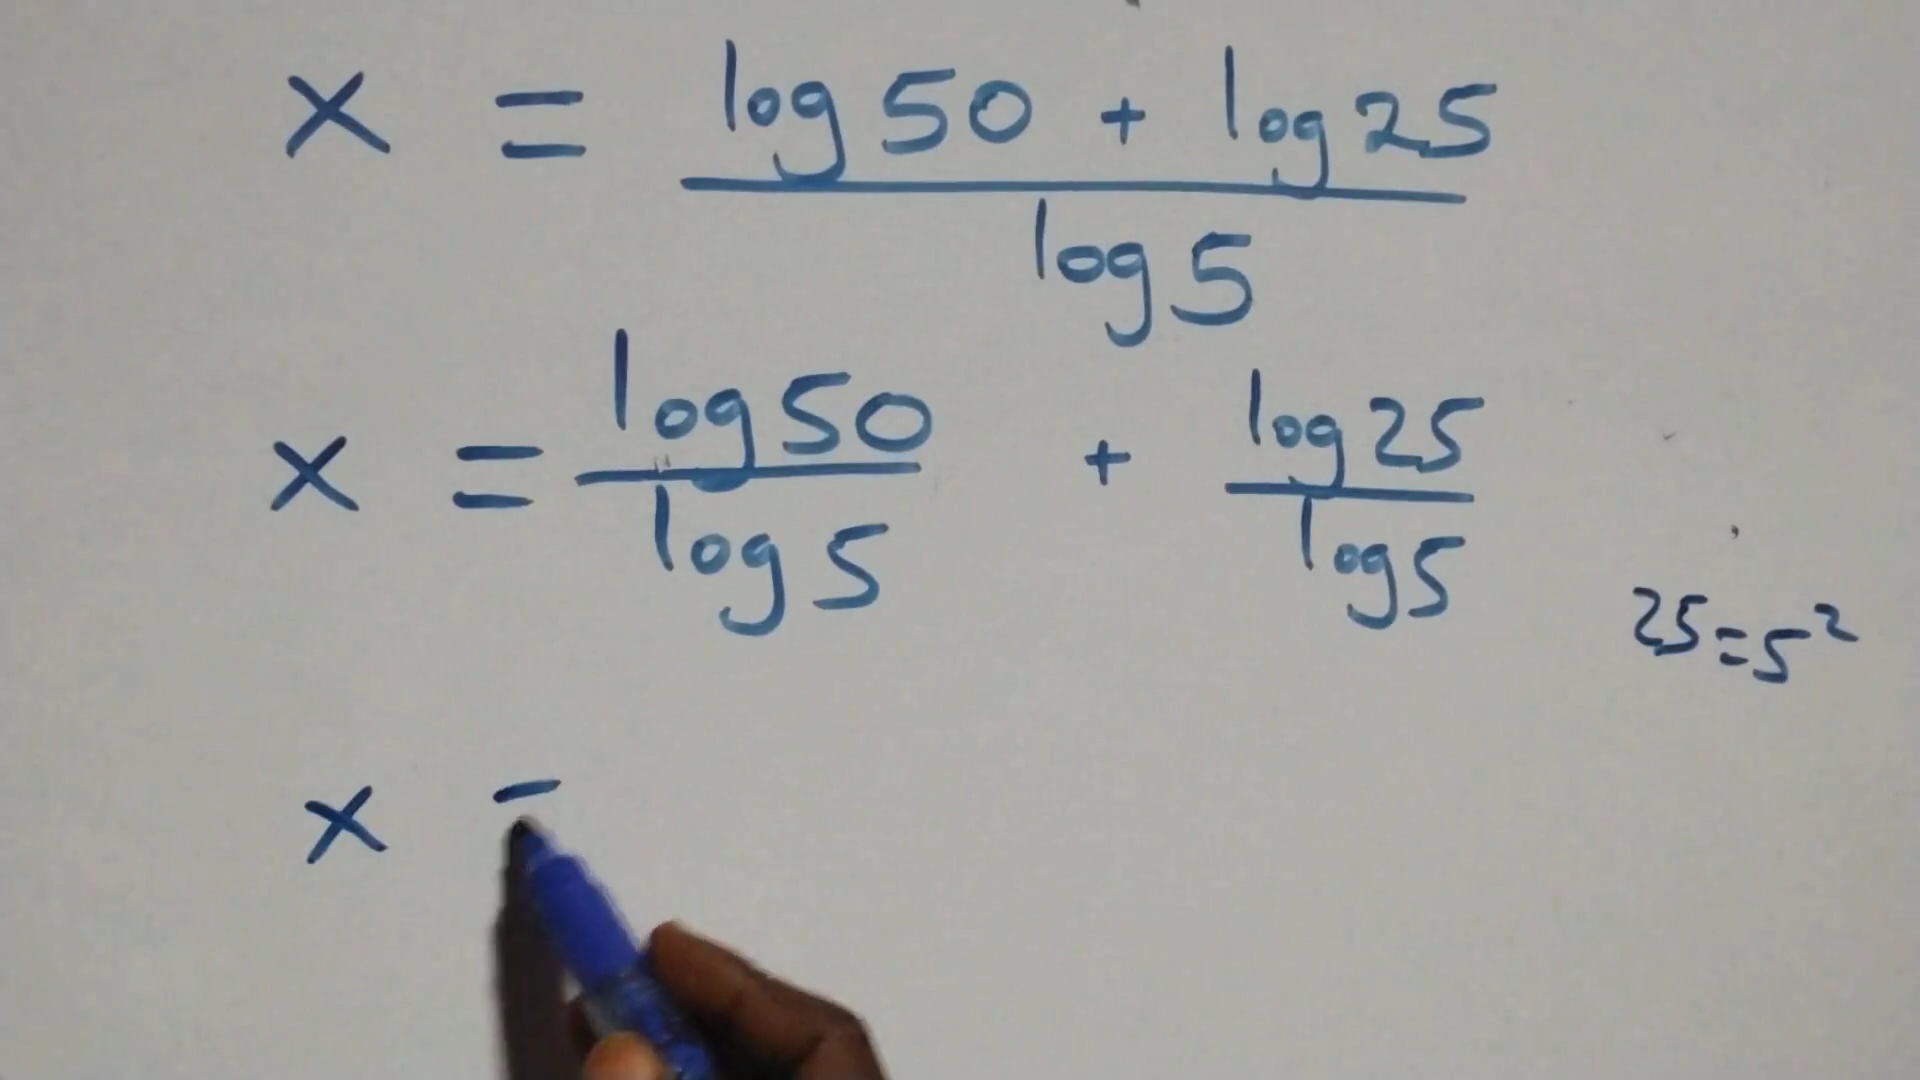 x = (log 50 + log 25) / log 5
x = log 50 / log 5 + log 25 / log 5
25 = 5²
x =